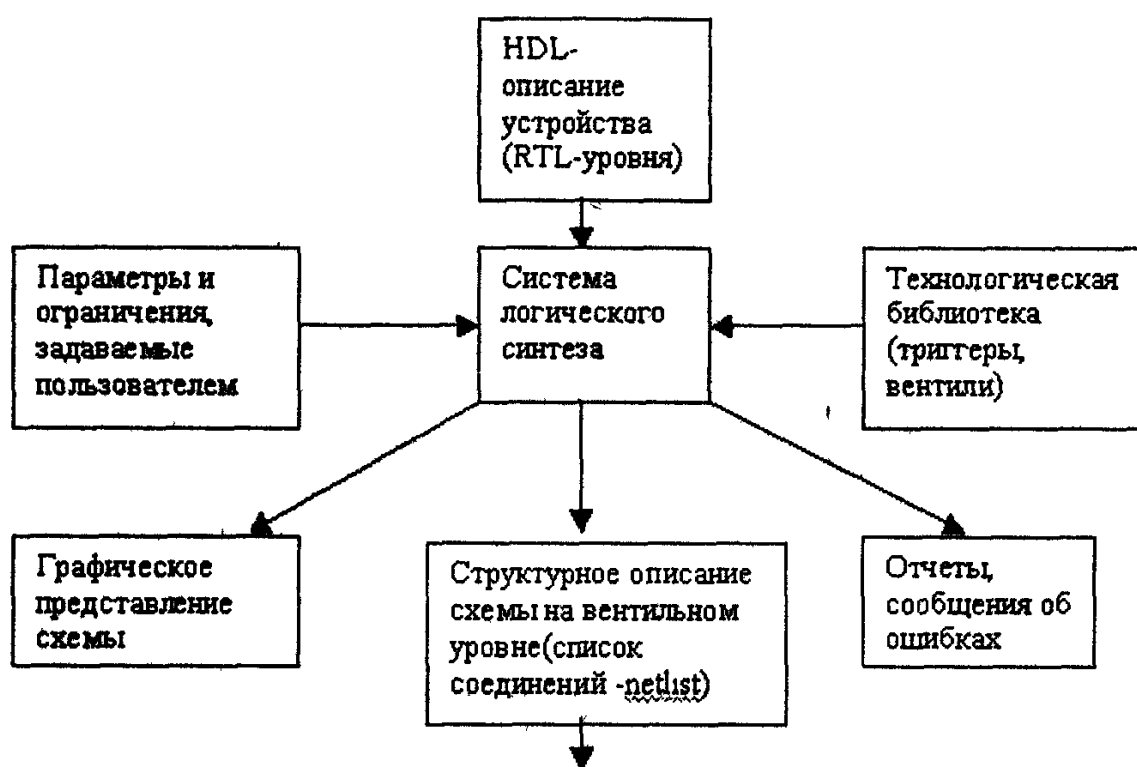 HDL-
описание
устройства
(RTL-уровня)
Параметры и
ограничения,
задаваемые
пользователем
Система
логического
синтеза
Технологическая
библиотека
(триггеры,
вентили)
Графическое
представление
схемы
Структурное описание
схемы на вентильном
уровне(список
соединений -netlist)
Отчеты,
сообщения об
ошибках